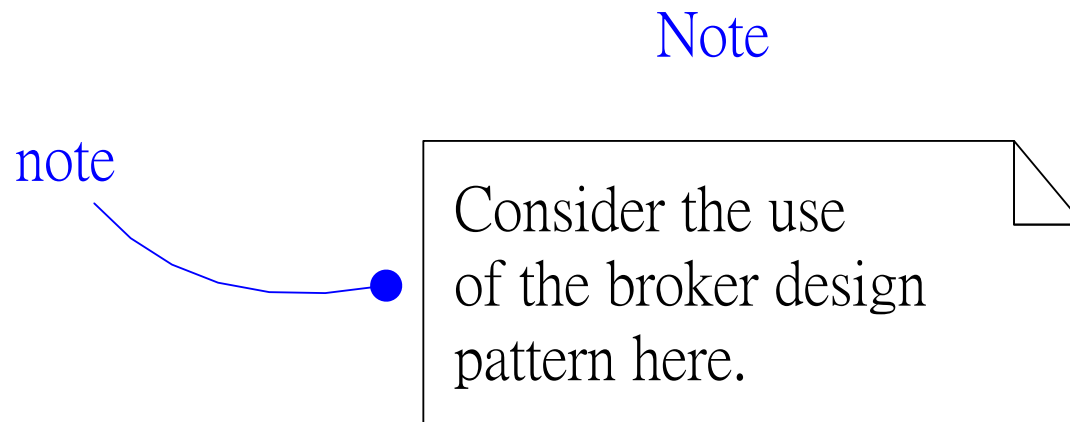 Note
note
Consider the use
of the broker design
pattern here.